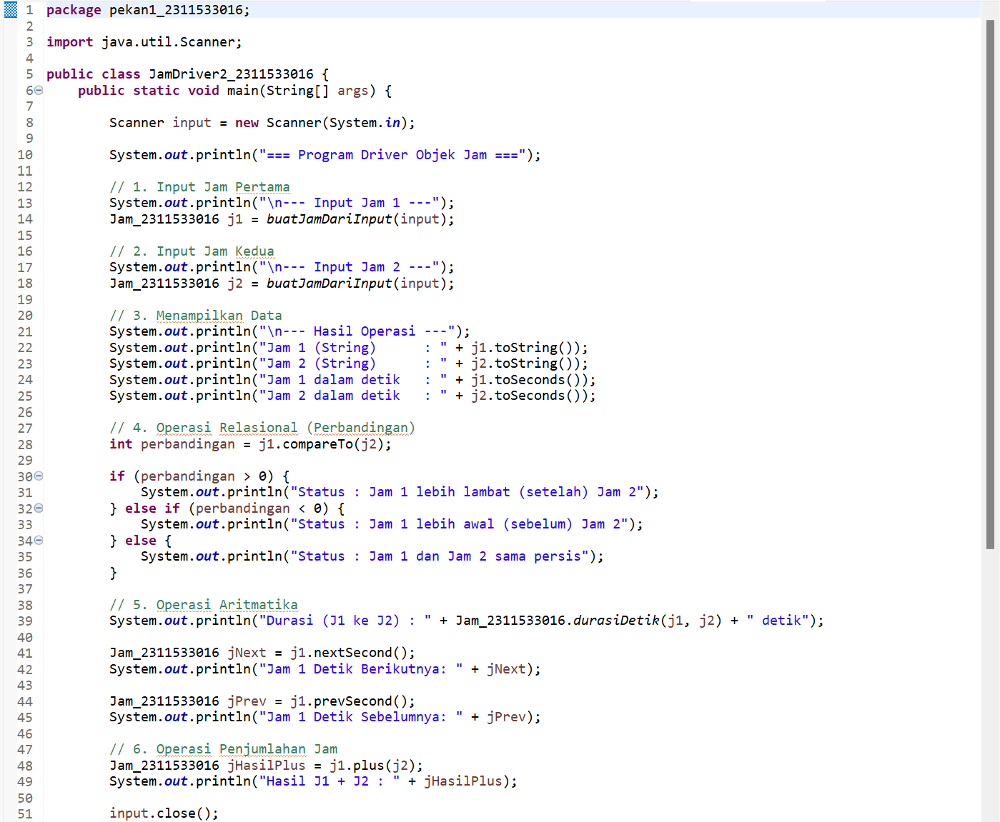 1 package pekan1_2311533016;
2
3 import java.util.Scanner;
4
5 public class JamDriver2_2311533016 {
6     public static void main(String[] args) {
7
8         Scanner input = new Scanner(System.in);
9
10         System.out.println("=== Program Driver Objek Jam ===");
11
12         // 1. Input Jam Pertama
13         System.out.println("\n--- Input Jam 1 ---");
14         Jam_2311533016 j1 = buatJamDariInput(input);
15
16         // 2. Input Jam Kedua
17         System.out.println("\n--- Input Jam 2 ---");
18         Jam_2311533016 j2 = buatJamDariInput(input);
19
20         // 3. Menampilkan Data
21         System.out.println("\n--- Hasil Operasi ---");
22         System.out.println("Jam 1 (String)      : " + j1.toString());
23         System.out.println("Jam 2 (String)      : " + j2.toString());
24         System.out.println("Jam 1 dalam detik   : " + j1.toSeconds());
25         System.out.println("Jam 2 dalam detik   : " + j2.toSeconds());
26
27         // 4. Operasi Relasional (Perbandingan)
28         int perbandingan = j1.compareTo(j2);
29
30         if (perbandingan > 0) {
31             System.out.println("Status : Jam 1 lebih lambat (setelah) Jam 2");
32         } else if (perbandingan < 0) {
33             System.out.println("Status : Jam 1 lebih awal (sebelum) Jam 2");
34         } else {
35             System.out.println("Status : Jam 1 dan Jam 2 sama persis");
36         }
37
38         // 5. Operasi Aritmatika
39         System.out.println("Durasi (J1 ke J2) : " + Jam_2311533016.durasiDetik(j1, j2) + " detik");
40
41         Jam_2311533016 jNext = j1.nextSecond();
42         System.out.println("Jam 1 Detik Berikutnya: " + jNext);
43
44         Jam_2311533016 jPrev = j1.prevSecond();
45         System.out.println("Jam 1 Detik Sebelumnya: " + jPrev);
46
47         // 6. Operasi Penjumlahan Jam
48         Jam_2311533016 jHasilPlus = j1.plus(j2);
49         System.out.println("Hasil J1 + J2 : " + jHasilPlus);
50
51         input.close();